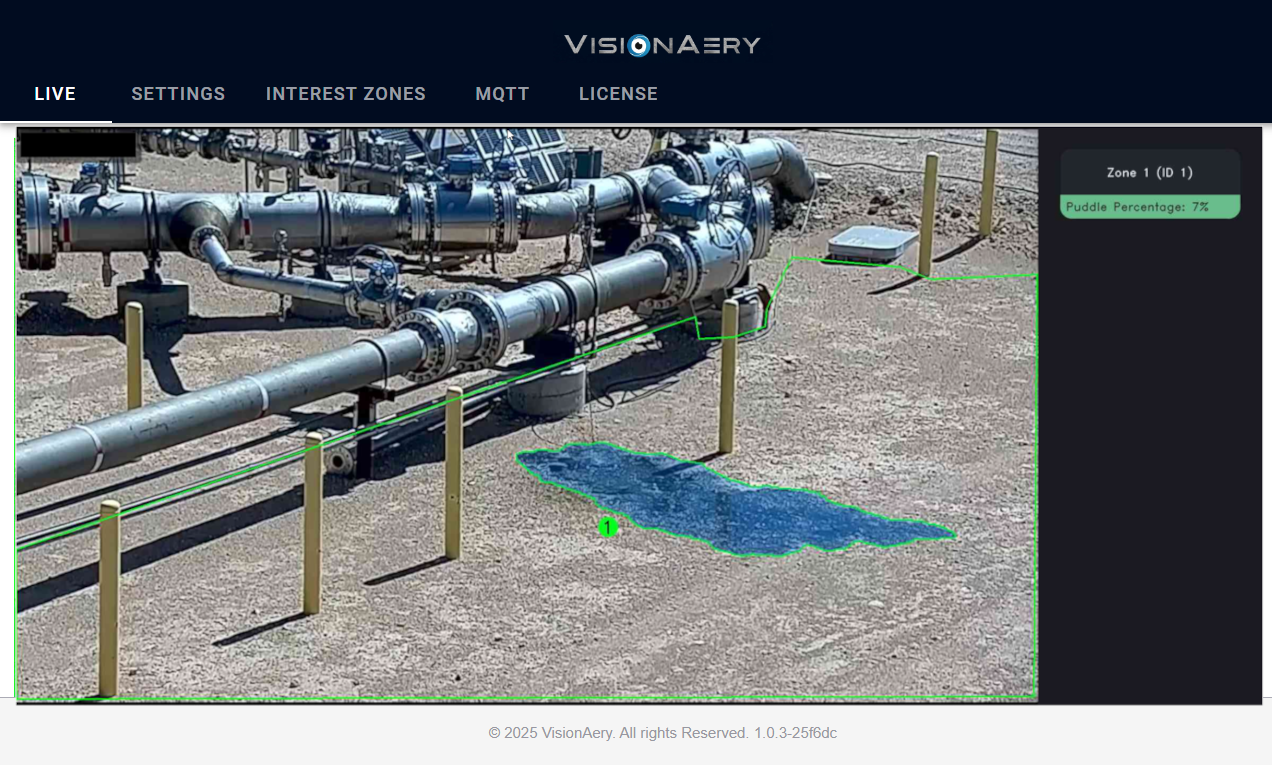 VISIONAERY
LIVE SETTINGS INTEREST ZONES MQTT LICENSE
Zone 1 (ID 1)
Puddle Percentage: 7%
1
© 2025 VisionAery. All rights Reserved. 1.0.3-25f6dc